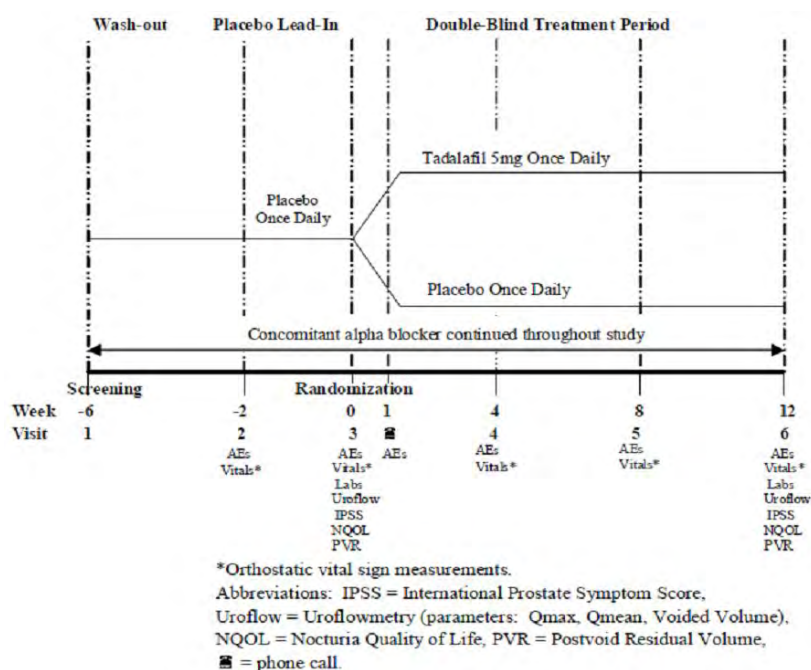 Wash-out Placebo Lead-In Double-Blind Treatment Period
Tadalafil 5mg Once Daily
Placebo
Once Daily
Placebo Once Daily
Concomitant alpha blocker continued throughout study
Screening Randomization
Week -6 -2 0 1 4 8 12
Visit 1 2 3 ☎ 4 5 6
AEs AEs AEs AEs AEs AEs
Vitals* Vitals* Vitals* Vitals* Vitals*
Labs Labs
Uroflow Uroflow
IPSS IPSS
NQOL NQOL
PVR PVR
*Orthostatic vital sign measurements.
Abbreviations: IPSS = International Prostate Symptom Score,
Uroflow = Uroflowmetry (parameters: Qmax, Qmean, Voided Volume),
NQOL = Nocturia Quality of Life, PVR = Postvoid Residual Volume,
☎ = phone call.